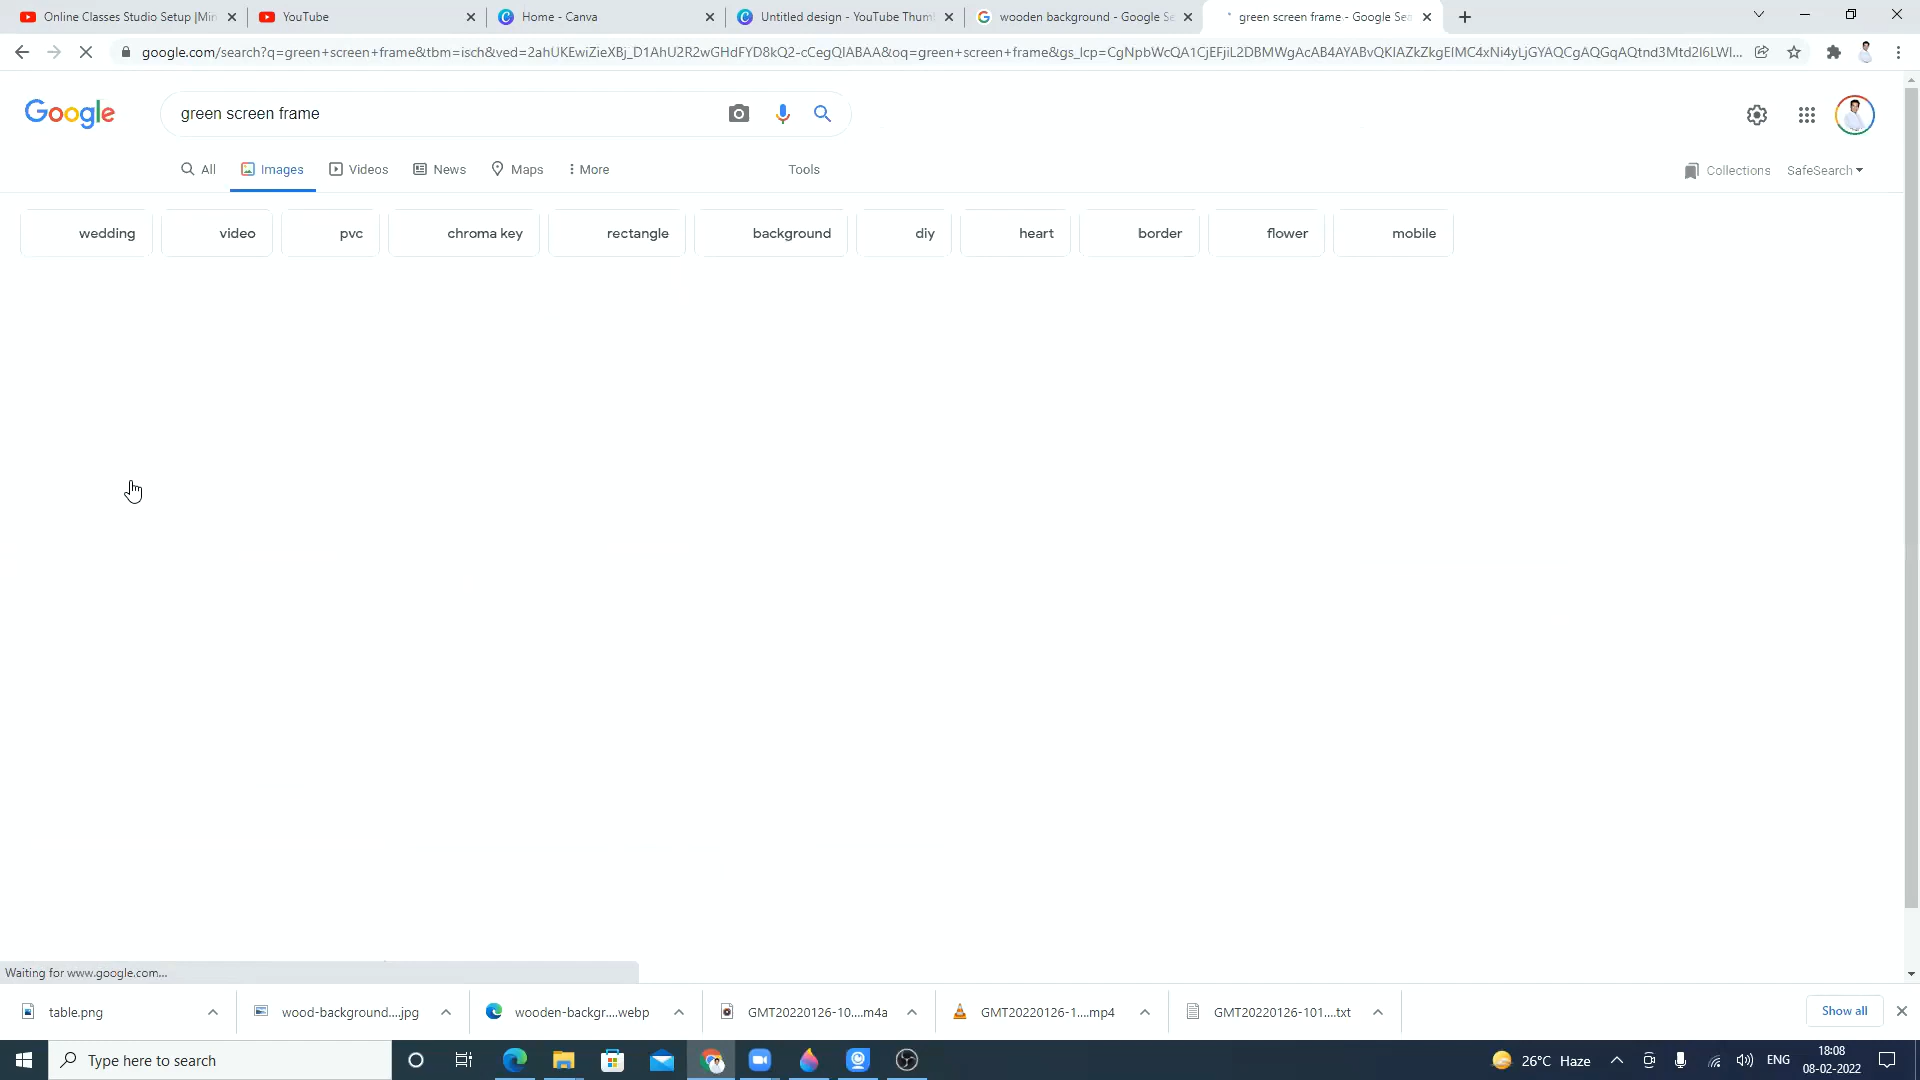 Online Classes Studio Setup |Min
YouTube
Home - Canva
Untitled design - YouTube Thum
wooden background - Google Se
green screen frame - Google Sea
google.com/search?q=green+screen+frame&tbm=isch&ved=2ahUKEwiZieXBj_D1AhU2R2wGHdFYD8kQ2-cCegQIABAA&oq=green+screen+frame&gs_lcp=CgNpbWcQA1CjEFjiL2DBMWgAcAB4AYABvQKIAZkZkgEIMC4xNi4yLjGYAQCgAQGqAQtnd3Mtd2l6LWl...
Google
green screen frame
All
Images
Videos
News
Maps
More
Tools
Collections
SafeSearch
wedding
video
pvc
chroma key
rectangle
background
diy
heart
border
flower
mobile
Waiting for www.google.com...
table.png
wood-background....jpg
wooden-backgr....webp
GMT20220126-10....m4a
GMT20220126-1....mp4
GMT20220126-101....txt
Show all
Type here to search
26°C Haze
ENG
18:08
08-02-2022